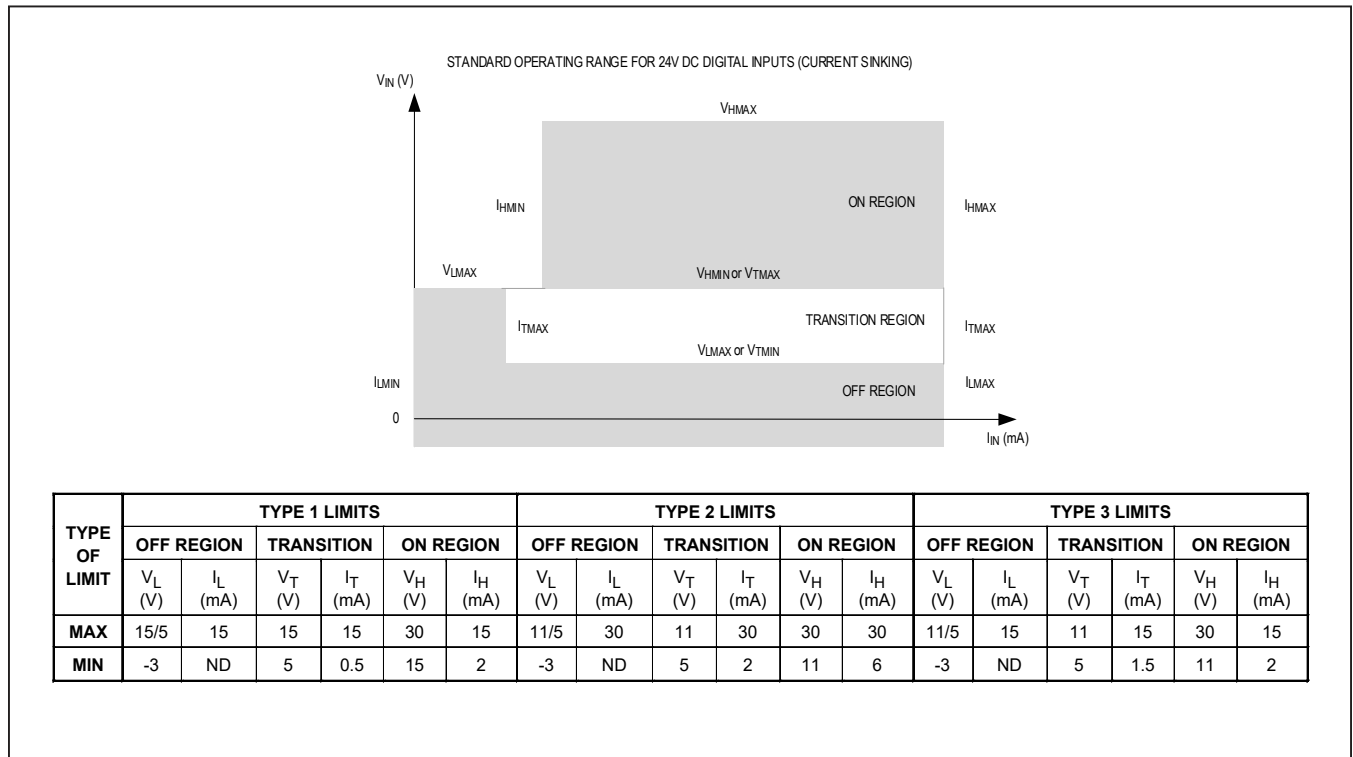 STANDARD OPERATING RANGE FOR 24V DC DIGITAL INPUTS (CURRENT SINKING)
VIN (V)
VHMAX
IHMIN
ON REGION
IHMAX
VLMAX
VHMIN or VTMAX
ITMAX
TRANSITION REGION
ITMAX
VLMAX or VTMIN
ILMIN
OFF REGION
ILMAX
0
IIN (mA)
TYPE OF LIMIT
TYPE 1 LIMITS TYPE 2 LIMITS TYPE 3 LIMITS
OFF REGION TRANSITION ON REGION OFF REGION TRANSITION ON REGION OFF REGION TRANSITION ON REGION
VL (V) IL (mA) VT (V) IT (mA) VH (V) IH (mA) VL (V) IL (mA) VT (V) IT (mA) VH (V) IH (mA) VL (V) IL (mA) VT (V) IT (mA) VH (V) IH (mA)
MAX 15/5 15 15 15 30 15 11/5 30 11 30 30 30 11/5 15 11 15 30 15
MIN -3 ND 5 0.5 15 2 -3 ND 5 2 11 6 -3 ND 5 1.5 11 2